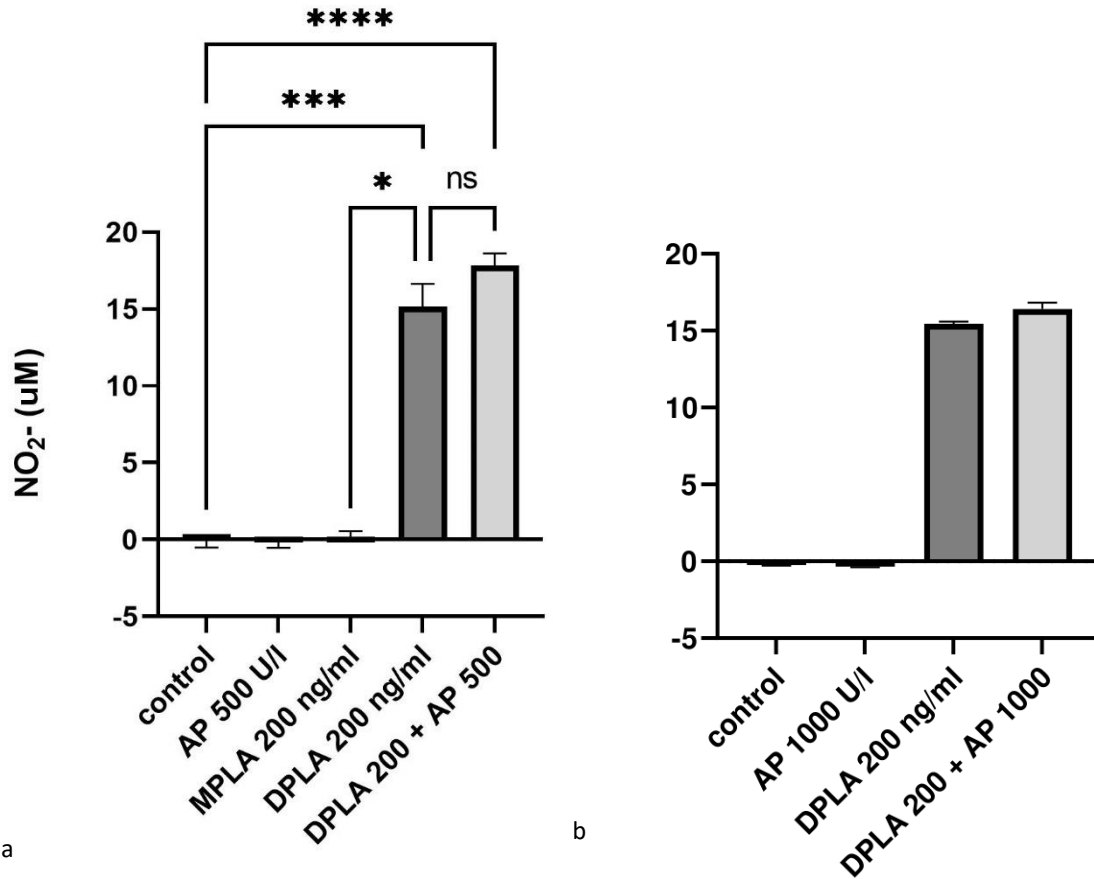 ****
***
*
ns
NO₂- (uM)
20
15
10
5
0
-5
control
AP 500 U/l
MPLA 200 ng/ml
DPLA 200 ng/ml
DPLA 200 + AP 500
a
20
15
10
5
0
-5
control
AP 1000 U/l
DPLA 200 ng/ml
DPLA 200 + AP 1000
b